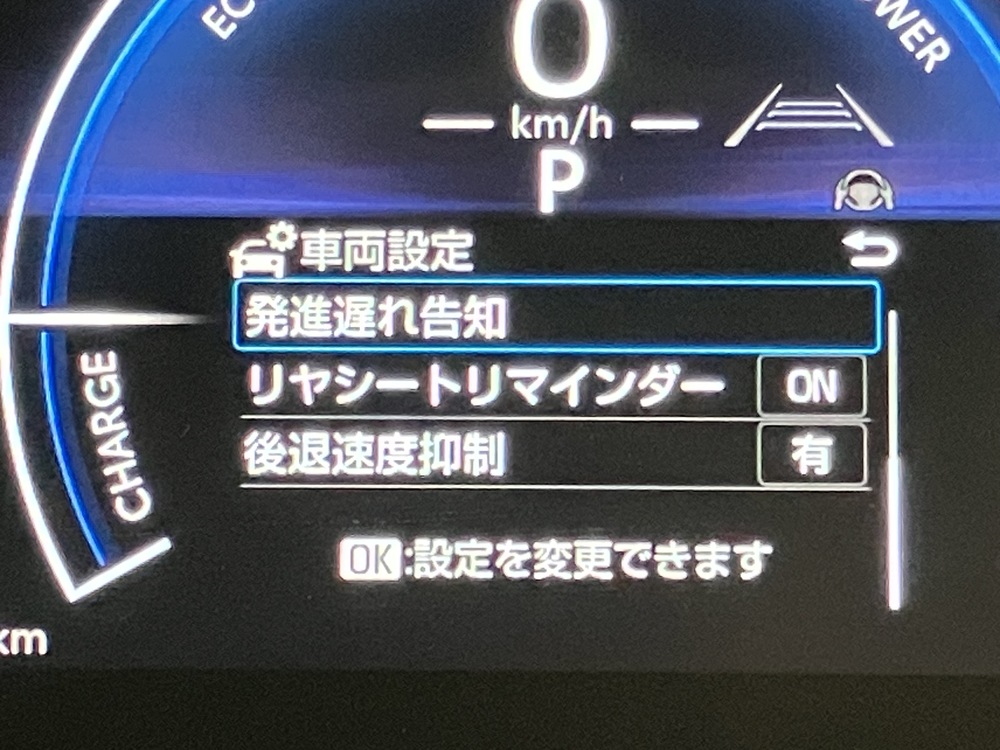 0
km/h
P
車両設定
発進遅れ告知
リヤシートリマインダー ON
後退速度抑制 有
OK:設定を変更できます
CHARGE
km